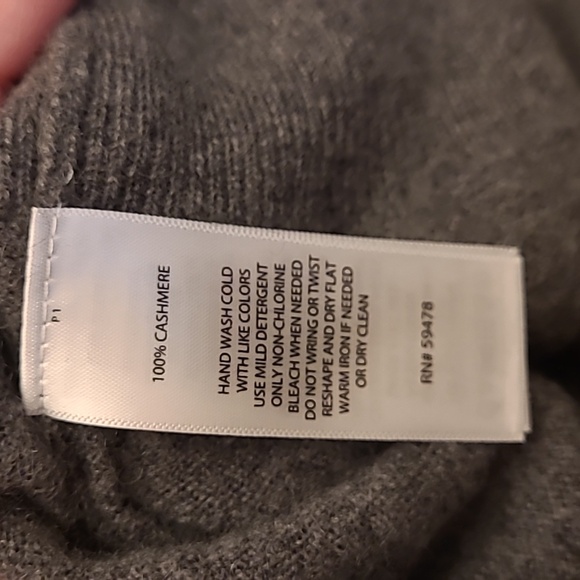 P1
100% CASHMERE
HAND WASH COLD
WITH LIKE COLORS
USE MILD DETERGENT
ONLY NON-CHLORINE
BLEACH WHEN NEEDED
DO NOT WRING OR TWIST
RESHAPE AND DRY FLAT
WARM IRON IF NEEDED
OR DRY CLEAN
RN# 59478